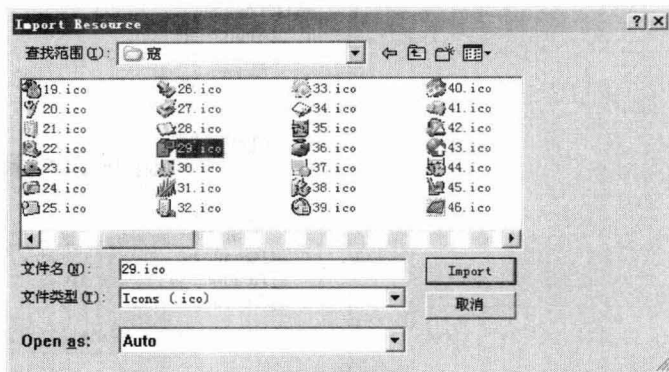 Import Resource
查找范围(I): 寇
19.ico 26.ico 33.ico 40.ico
20.ico 27.ico 34.ico 41.ico
21.ico 28.ico 35.ico 42.ico
22.ico 29.ico 36.ico 43.ico
23.ico 30.ico 37.ico 44.ico
24.ico 31.ico 38.ico 45.ico
25.ico 32.ico 39.ico 46.ico
文件名(N): 29.ico Import
文件类型(T): Icons (.ico) 取消
Open as: Auto